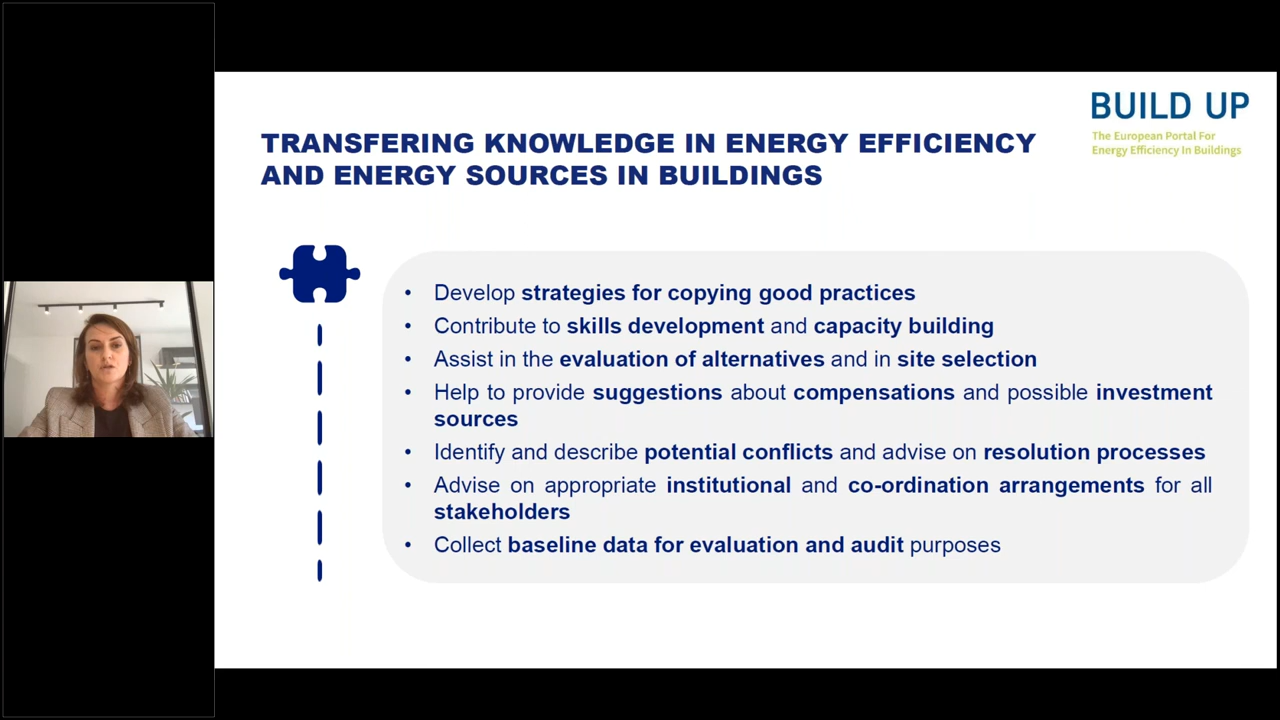 BUILD UP
The European Portal For
Energy Efficiency In Buildings
TRANSFERING KNOWLEDGE IN ENERGY EFFICIENCY
AND ENERGY SOURCES IN BUILDINGS
• Develop strategies for copying good practices
• Contribute to skills development and capacity building
• Assist in the evaluation of alternatives and in site selection
• Help to provide suggestions about compensations and possible investment
sources
• Identify and describe potential conflicts and advise on resolution processes
• Advise on appropriate institutional and co-ordination arrangements for all
stakeholders
• Collect baseline data for evaluation and audit purposes